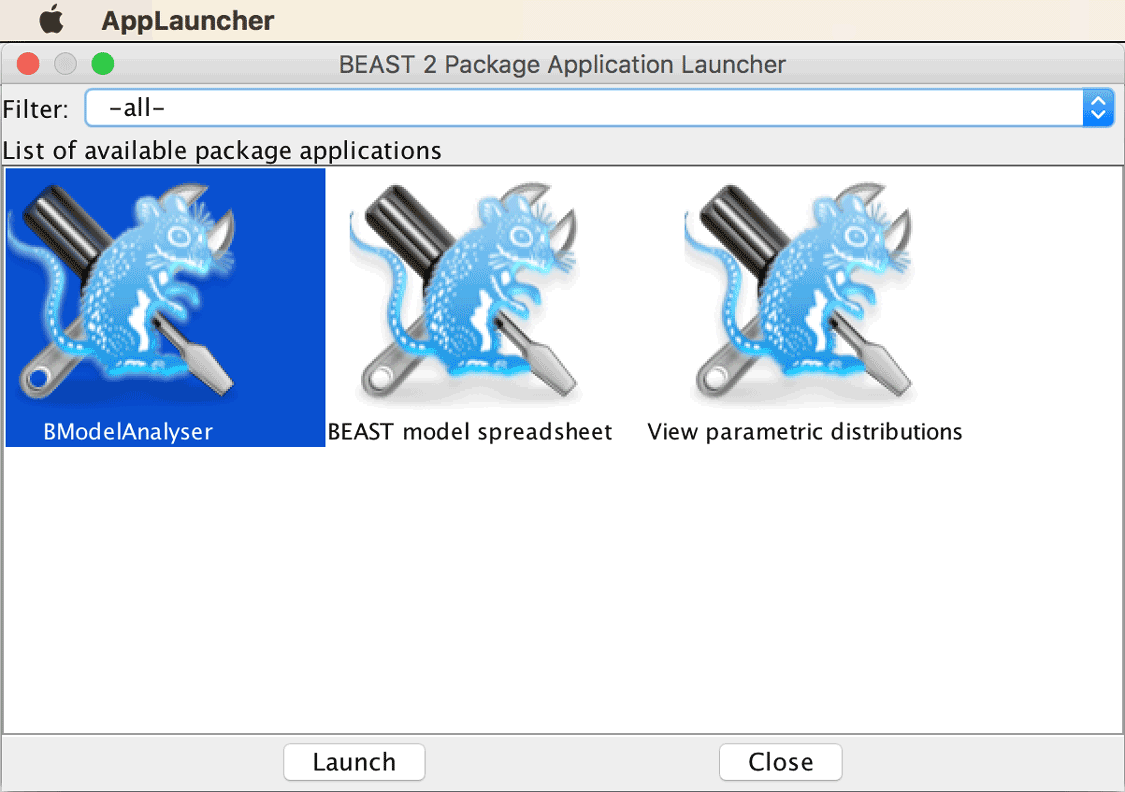 AppLauncher
BEAST 2 Package Application Launcher
Filter: -all-
List of available package applications
BModelAnalyser BEAST model spreadsheet View parametric distributions
Launch Close